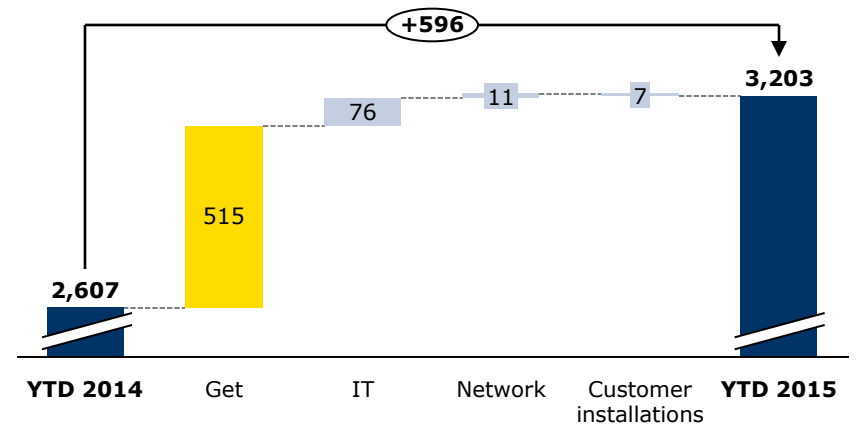 +596
3,203
76
11
7
515
2,607
YTD 2014
Get
IT
Network
Customer
installations
YTD 2015